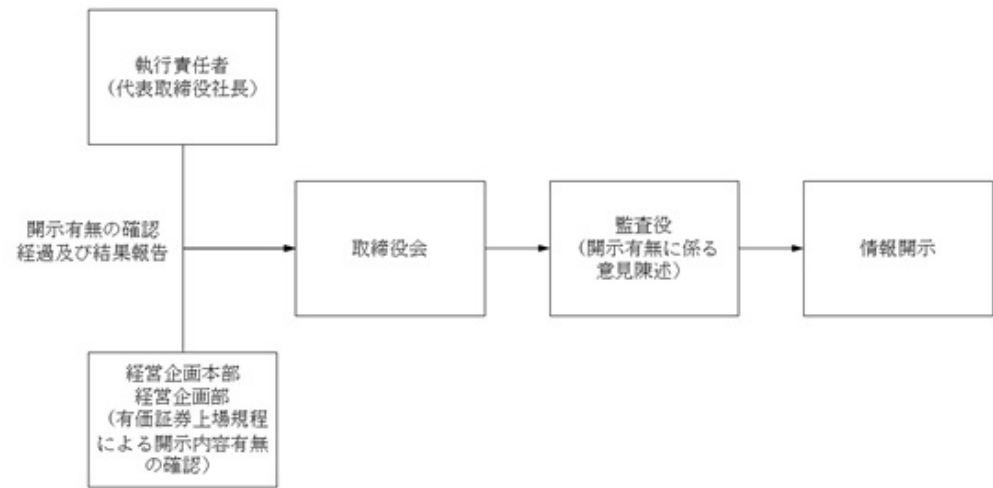 執行責任者
（代表取締役社長）
開示有無の確認
経過及び結果報告
取締役会
監査役
（開示有無に係る
意見陳述）
情報開示
経営企画本部
経営企画部
（有価証券上場規程
による開示内容有無
の確認）